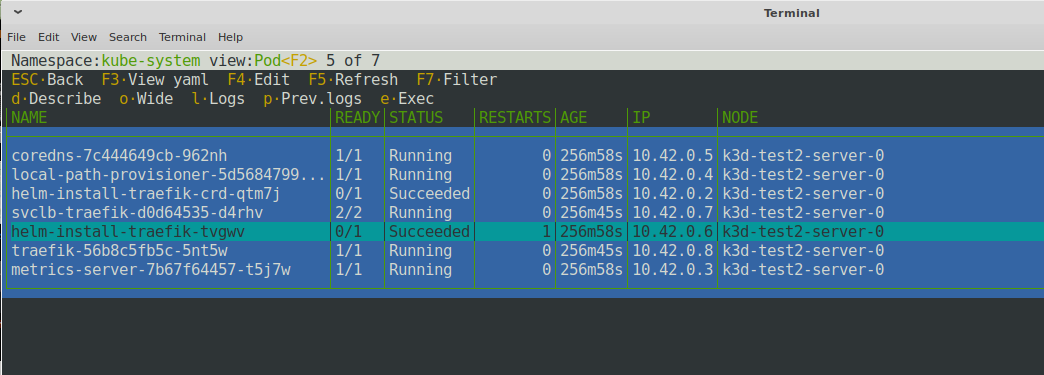 Terminal
File Edit View Search Terminal Help
Namespace:kube-system view:Pod<F2> 5 of 7
ESC·Back F3·View yaml F4·Edit F5·Refresh F7·Filter
d·Describe o·Wide l·Logs p·Prev.logs e·Exec
NAME READY STATUS RESTARTS AGE IP NODE
coredns-7c444649cb-962nh 1/1 Running 0 256m58s 10.42.0.5 k3d-test2-server-0
local-path-provisioner-5d5684799... 1/1 Running 0 256m58s 10.42.0.4 k3d-test2-server-0
helm-install-traefik-crd-qtm7j 0/1 Succeeded 0 256m58s 10.42.0.2 k3d-test2-server-0
svclb-traefik-d0d64535-d4rhv 2/2 Running 0 256m45s 10.42.0.7 k3d-test2-server-0
helm-install-traefik-tvgwv 0/1 Succeeded 1 256m58s 10.42.0.6 k3d-test2-server-0
traefik-56b8c5fb5c-5nt5w 1/1 Running 0 256m45s 10.42.0.8 k3d-test2-server-0
metrics-server-7b67f64457-t5j7w 1/1 Running 0 256m58s 10.42.0.3 k3d-test2-server-0